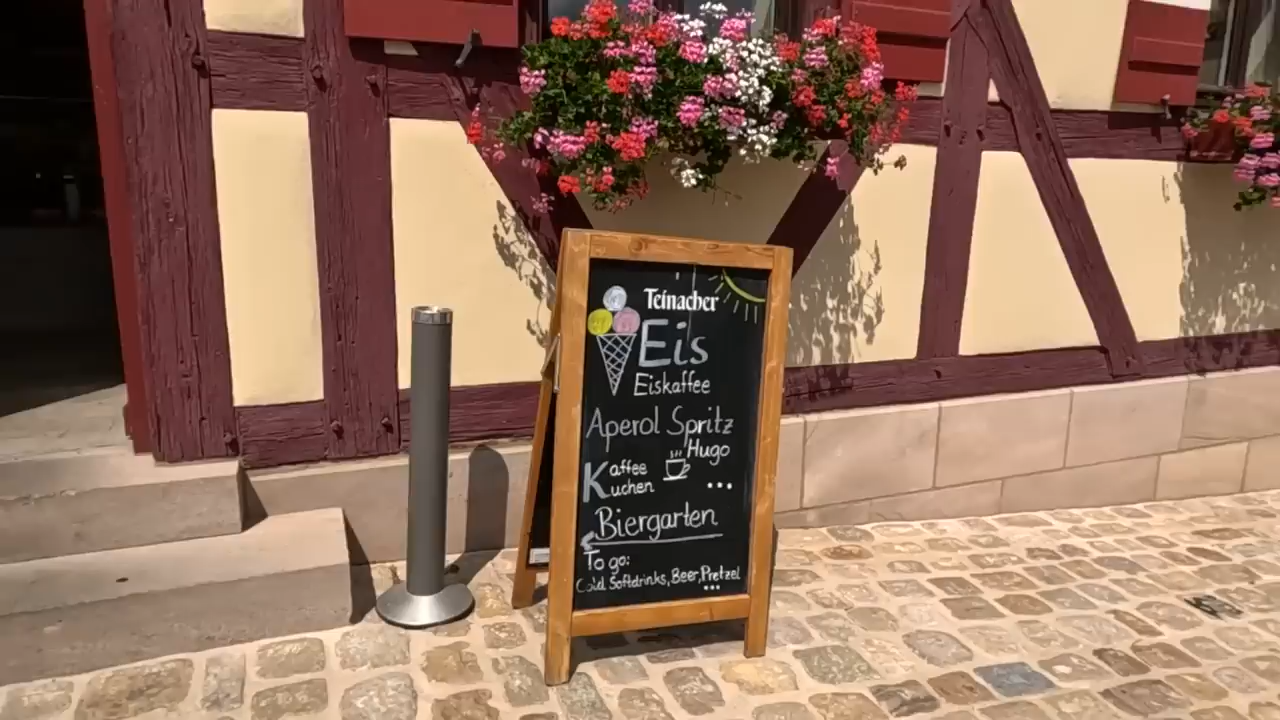 Teinacher
Eis
Eiskaffee
Aperol Spritz
Hugo
Kaffee
Kuchen ...
Biergarten
To go:
Cold Softdrinks, Beer, Pretzel
...